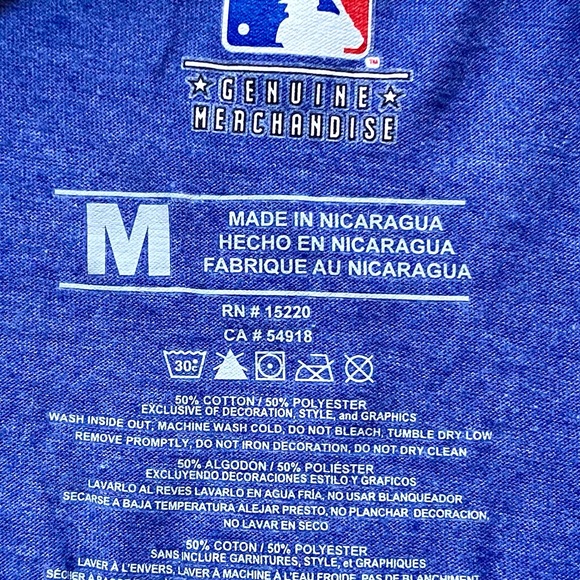 TM
GENUINE
MERCHANDISE
M
MADE IN NICARAGUA
HECHO EN NICARAGUA
FABRIQUE AU NICARAGUA
RN # 15220
CA # 54918
30°
50% COTTON / 50% POLYESTER
EXCLUSIVE OF DECORATION, STYLE, and GRAPHICS
WASH INSIDE OUT, MACHINE WASH COLD, DO NOT BLEACH, TUMBLE DRY LOW
REMOVE PROMPTLY, DO NOT IRON DECORATION, DO NOT DRY CLEAN
50% ALGODÓN / 50% POLIÉSTER
EXCLUYENDO DECORACIONES ESTILO Y GRAFICOS
LAVARLO AL REVES LAVARLO EN AGUA FRÍA, NO USAR BLANQUEADOR
SECARSE A BAJA TEMPERATURA ALEJAR PRESTO, NO PLANCHAR DECORACION,
NO LAVAR EN SECO
50% COTON / 50% POLYESTER
SANS INCLURE GARNITURES, STYLE, et GRAPHIQUES
LAVER À L'ENVERS, LAVER À MACHINE À L'EAU FROIDE, PAS DE BLANCHIMENT